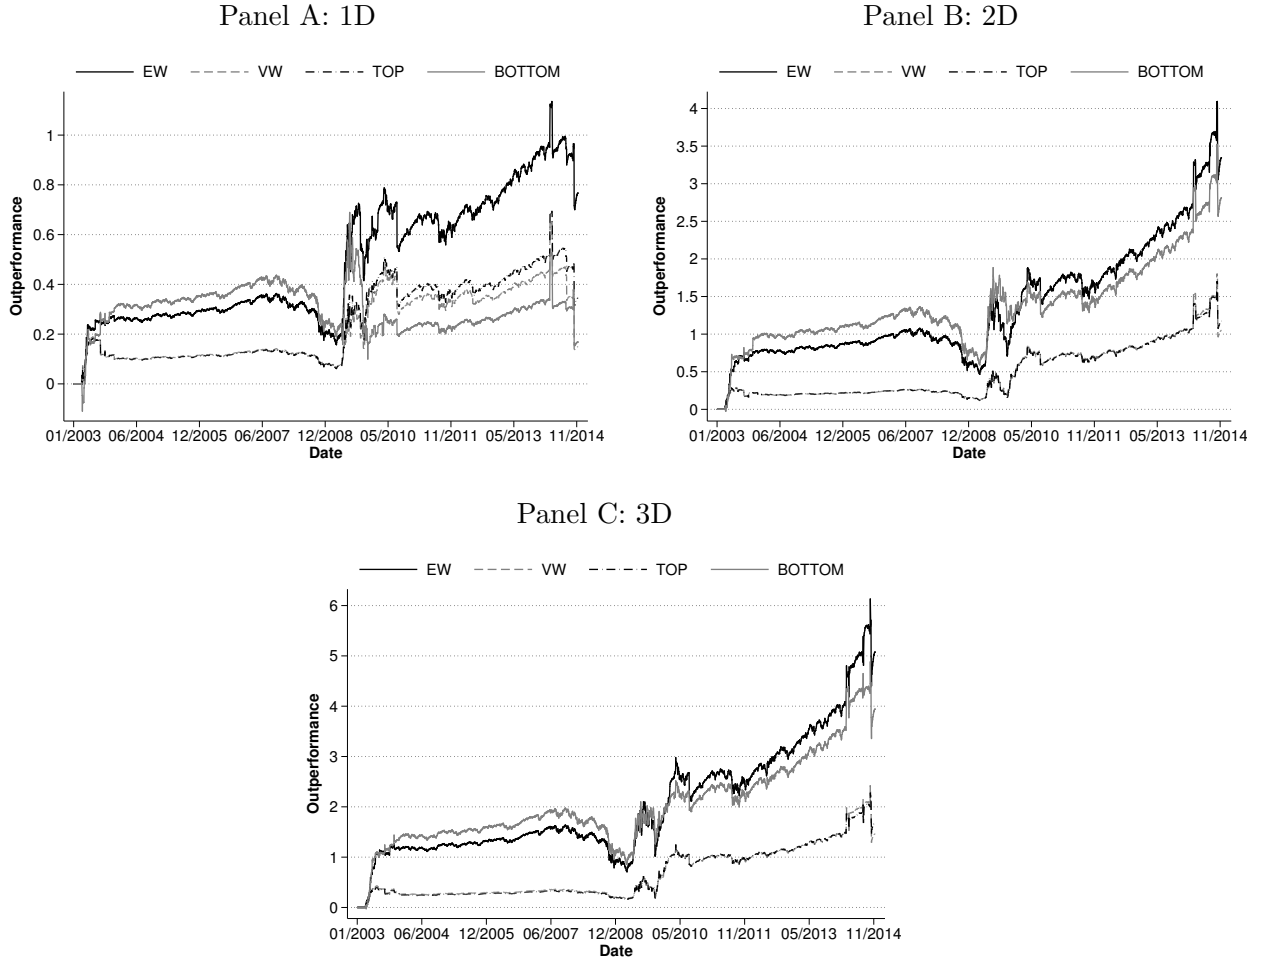 Panel A: 1D
EW VW TOP BOTTOM
1
0.8
0.6
0.4
0.2
0
Outperformance
01/2003 06/2004 12/2005 06/2007 12/2008 05/2010 11/2011 05/2013 11/2014
Date
Panel B: 2D
EW VW TOP BOTTOM
4
3.5
3
2.5
2
1.5
1
0.5
0
Outperformance
01/2003 06/2004 12/2005 06/2007 12/2008 05/2010 11/2011 05/2013 11/2014
Date
Panel C: 3D
EW VW TOP BOTTOM
6
5
4
3
2
1
0
Outperformance
01/2003 06/2004 12/2005 06/2007 12/2008 05/2010 11/2011 05/2013 11/2014
Date